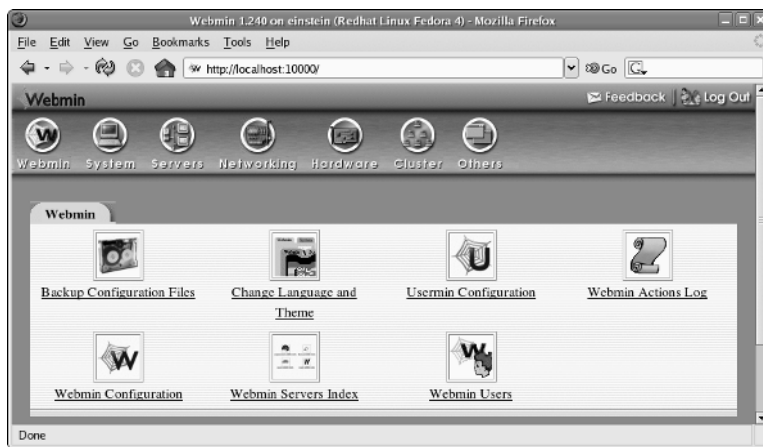 Webmin 1.240 on einstein (Redhat Linux Fedora 4) - Mozilla Firefox
File Edit View Go Bookmarks Tools Help
http://localhost:10000/ Go
Webmin Feedback | Log Out
Webmin System Servers Networking Hardware Cluster Others
Webmin
Backup Configuration Files Change Language and Theme Usermin Configuration Webmin Actions Log
Webmin Configuration Webmin Servers Index Webmin Users
Done